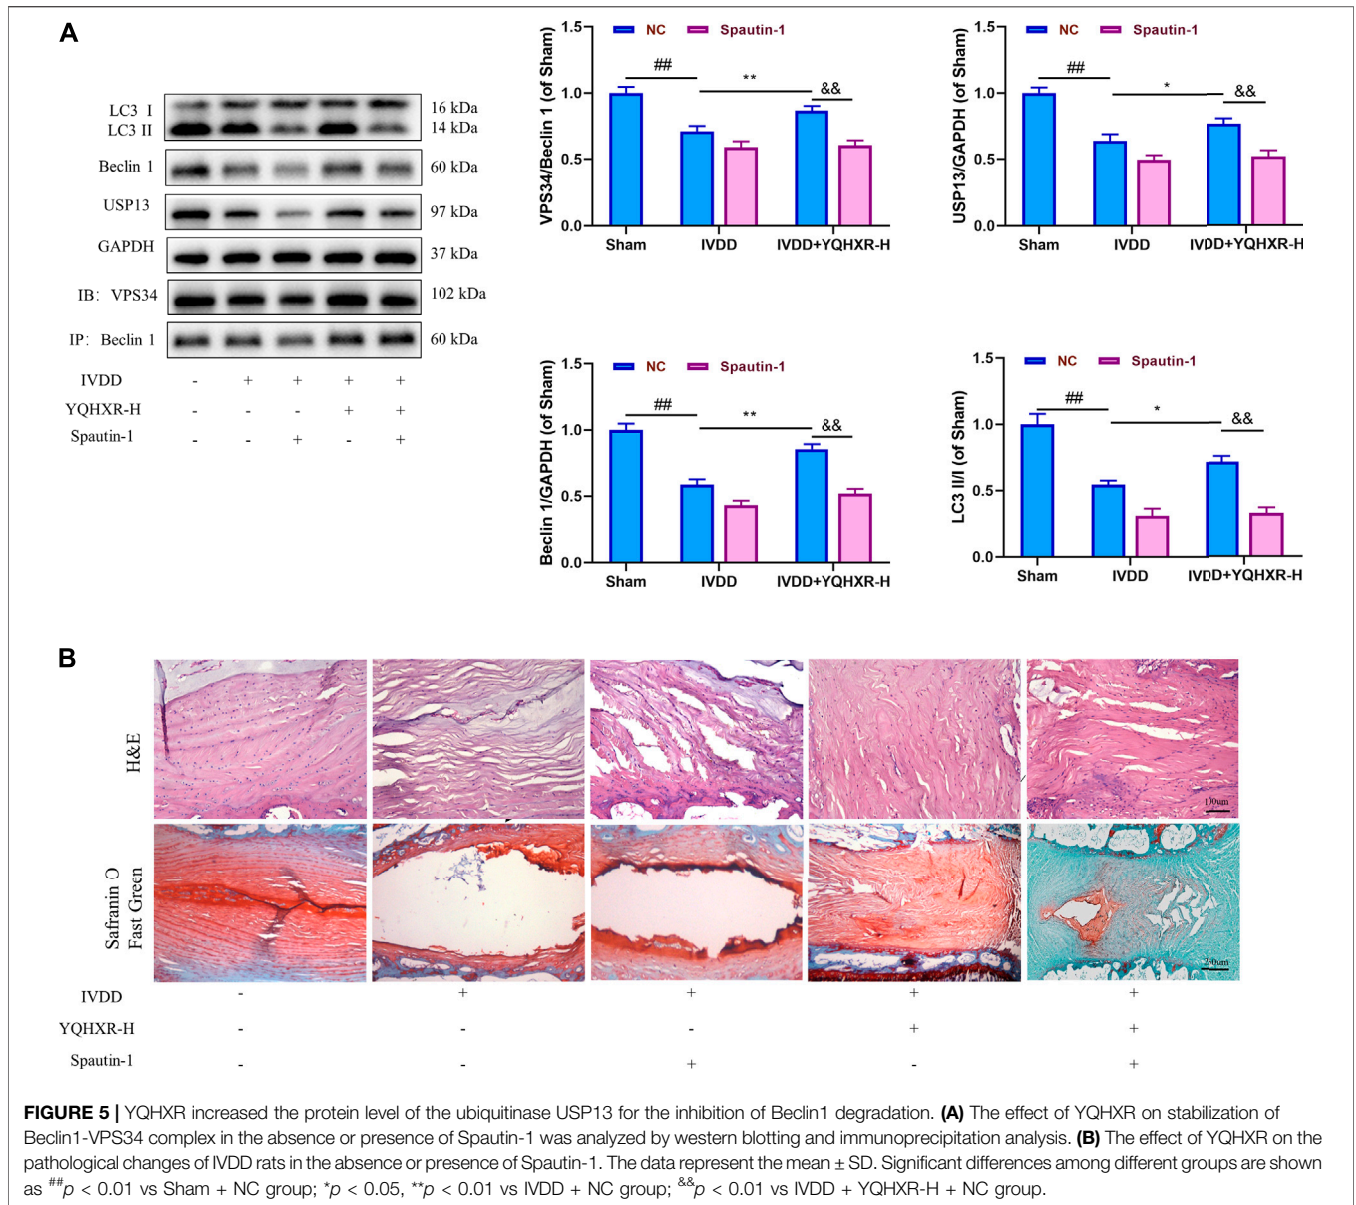 A
LC3 I
LC3 II
Beclin 1
USP13
GAPDH
IB: VPS34
IP: Beclin 1
16 kDa
14 kDa
60 kDa
97 kDa
37 kDa
102 kDa
60 kDa
IVDD - + + + +
YQHXR-H - - - + +
Spautin-1 - - + - +
NC Spautin-1
VPS34/Beclin 1 (of Sham)
1.5
1.0
0.5
0.0
## ** &&
Sham IVDD IVDD+YQHXR-H
NC Spautin-1
USP13/GAPDH (of Sham)
1.5
1.0
0.5
0.0
## * &&
Sham IVDD IVDD+YQHXR-H
NC Spautin-1
Beclin 1/GAPDH (of Sham)
1.5
1.0
0.5
0.0
## ** &&
Sham IVDD IVDD+YQHXR-H
NC Spautin-1
LC3 II/I (of Sham)
1.5
1.0
0.5
0.0
## * &&
Sham IVDD IVDD+YQHXR-H
B
H&E
Safranin O
Fast Green
IVDD - + + + +
YQHXR-H - - - + +
Spautin-1 - - + - +
FIGURE 5 | YQHXR increased the protein level of the ubiquitinase USP13 for the inhibition of Beclin1 degradation. (A) The effect of YQHXR on stabilization of
Beclin1-VPS34 complex in the absence or presence of Spautin-1 was analyzed by western blotting and immunoprecipitation analysis. (B) The effect of YQHXR on the
pathological changes of IVDD rats in the absence or presence of Spautin-1. The data represent the mean ± SD. Significant differences among different groups are shown
as ##p < 0.01 vs Sham + NC group; *p < 0.05, **p < 0.01 vs IVDD + NC group; &&p < 0.01 vs IVDD + YQHXR-H + NC group.